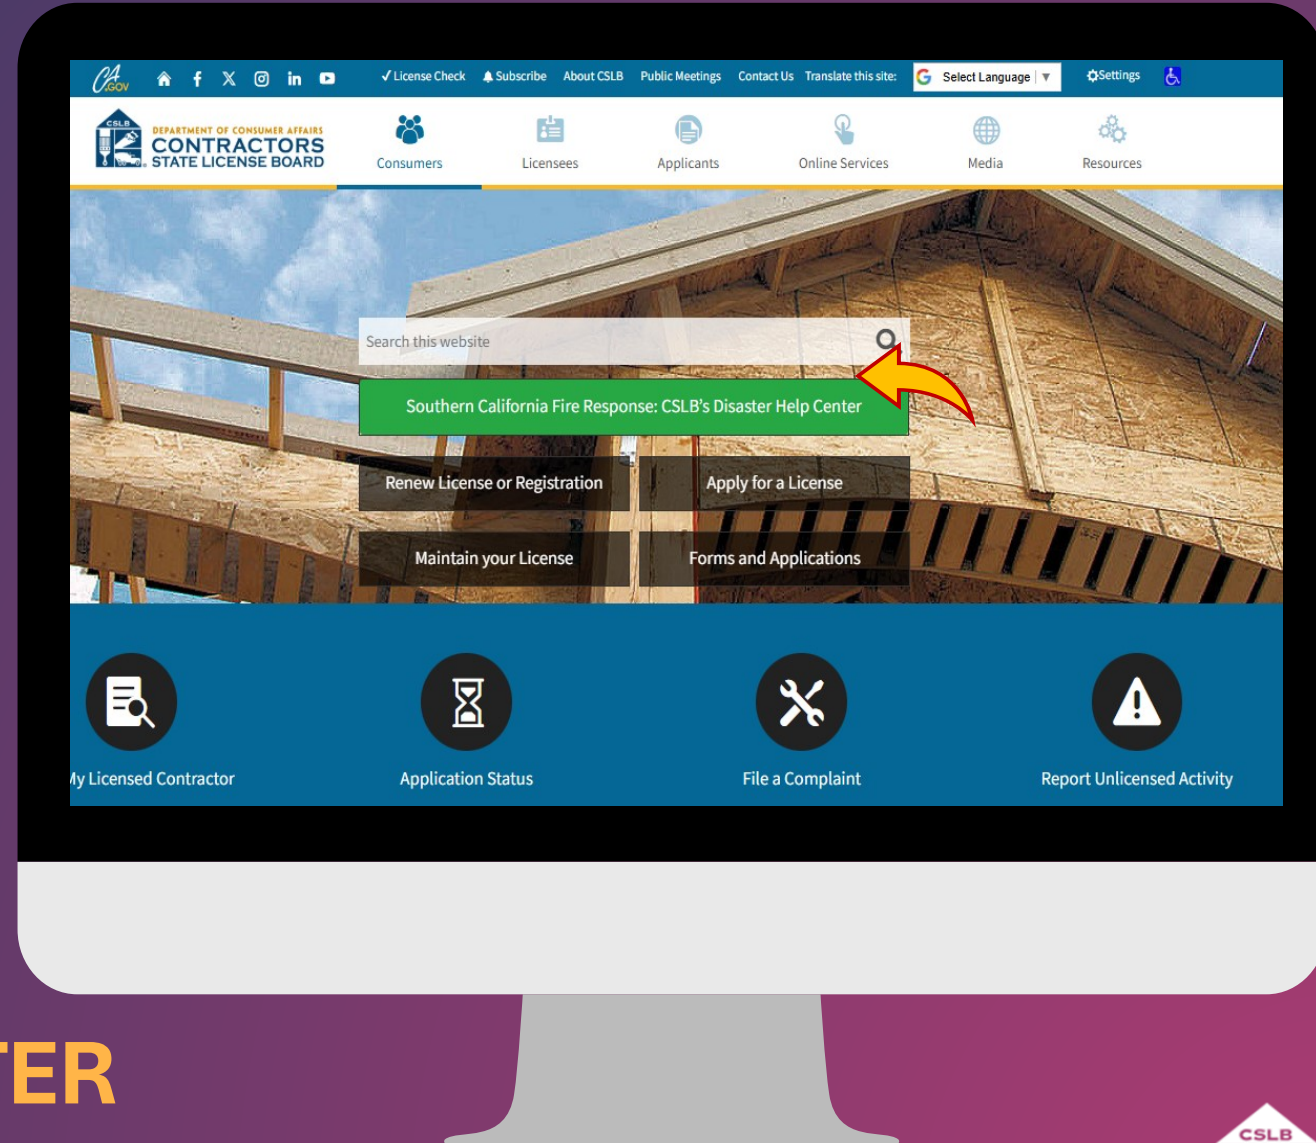 CA.GOV
License Check Subscribe About CSLB Public Meetings Contact Us Translate this site: Select Language Settings
CSLB
DEPARTMENT OF CONSUMER AFFAIRS
CONTRACTORS
STATE LICENSE BOARD
Consumers Licensees Applicants Online Services Media Resources
Search this website
Southern California Fire Response: CSLB's Disaster Help Center
Renew License or Registration Apply for a License
Maintain your License Forms and Applications
My Licensed Contractor Application Status File a Complaint Report Unlicensed Activity
TER
CSLB